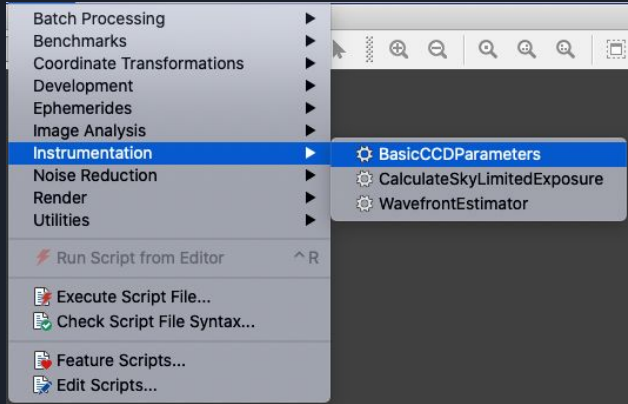 Batch Processing
Benchmarks
Coordinate Transformations
Development
Ephemerides
Image Analysis
Instrumentation
BasicCCDParameters
CalculateSkyLimitedExposure
WavefrontEstimator
Noise Reduction
Render
Utilities
Run Script from Editor ^ R
Execute Script File...
Check Script File Syntax...
Feature Scripts...
Edit Scripts...